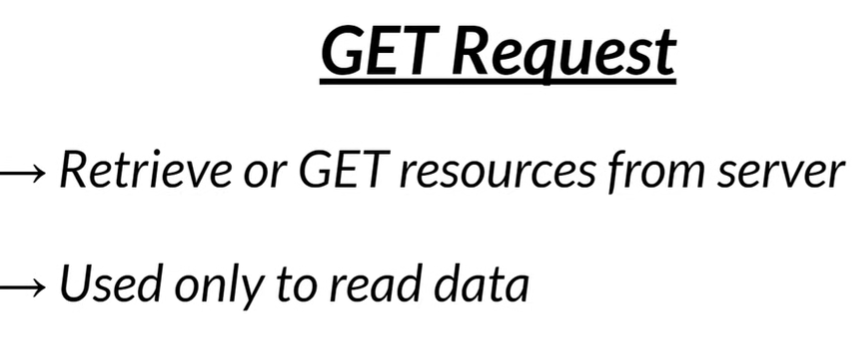 GET Request
→ Retrieve or GET resources from server
→ Used only to read data